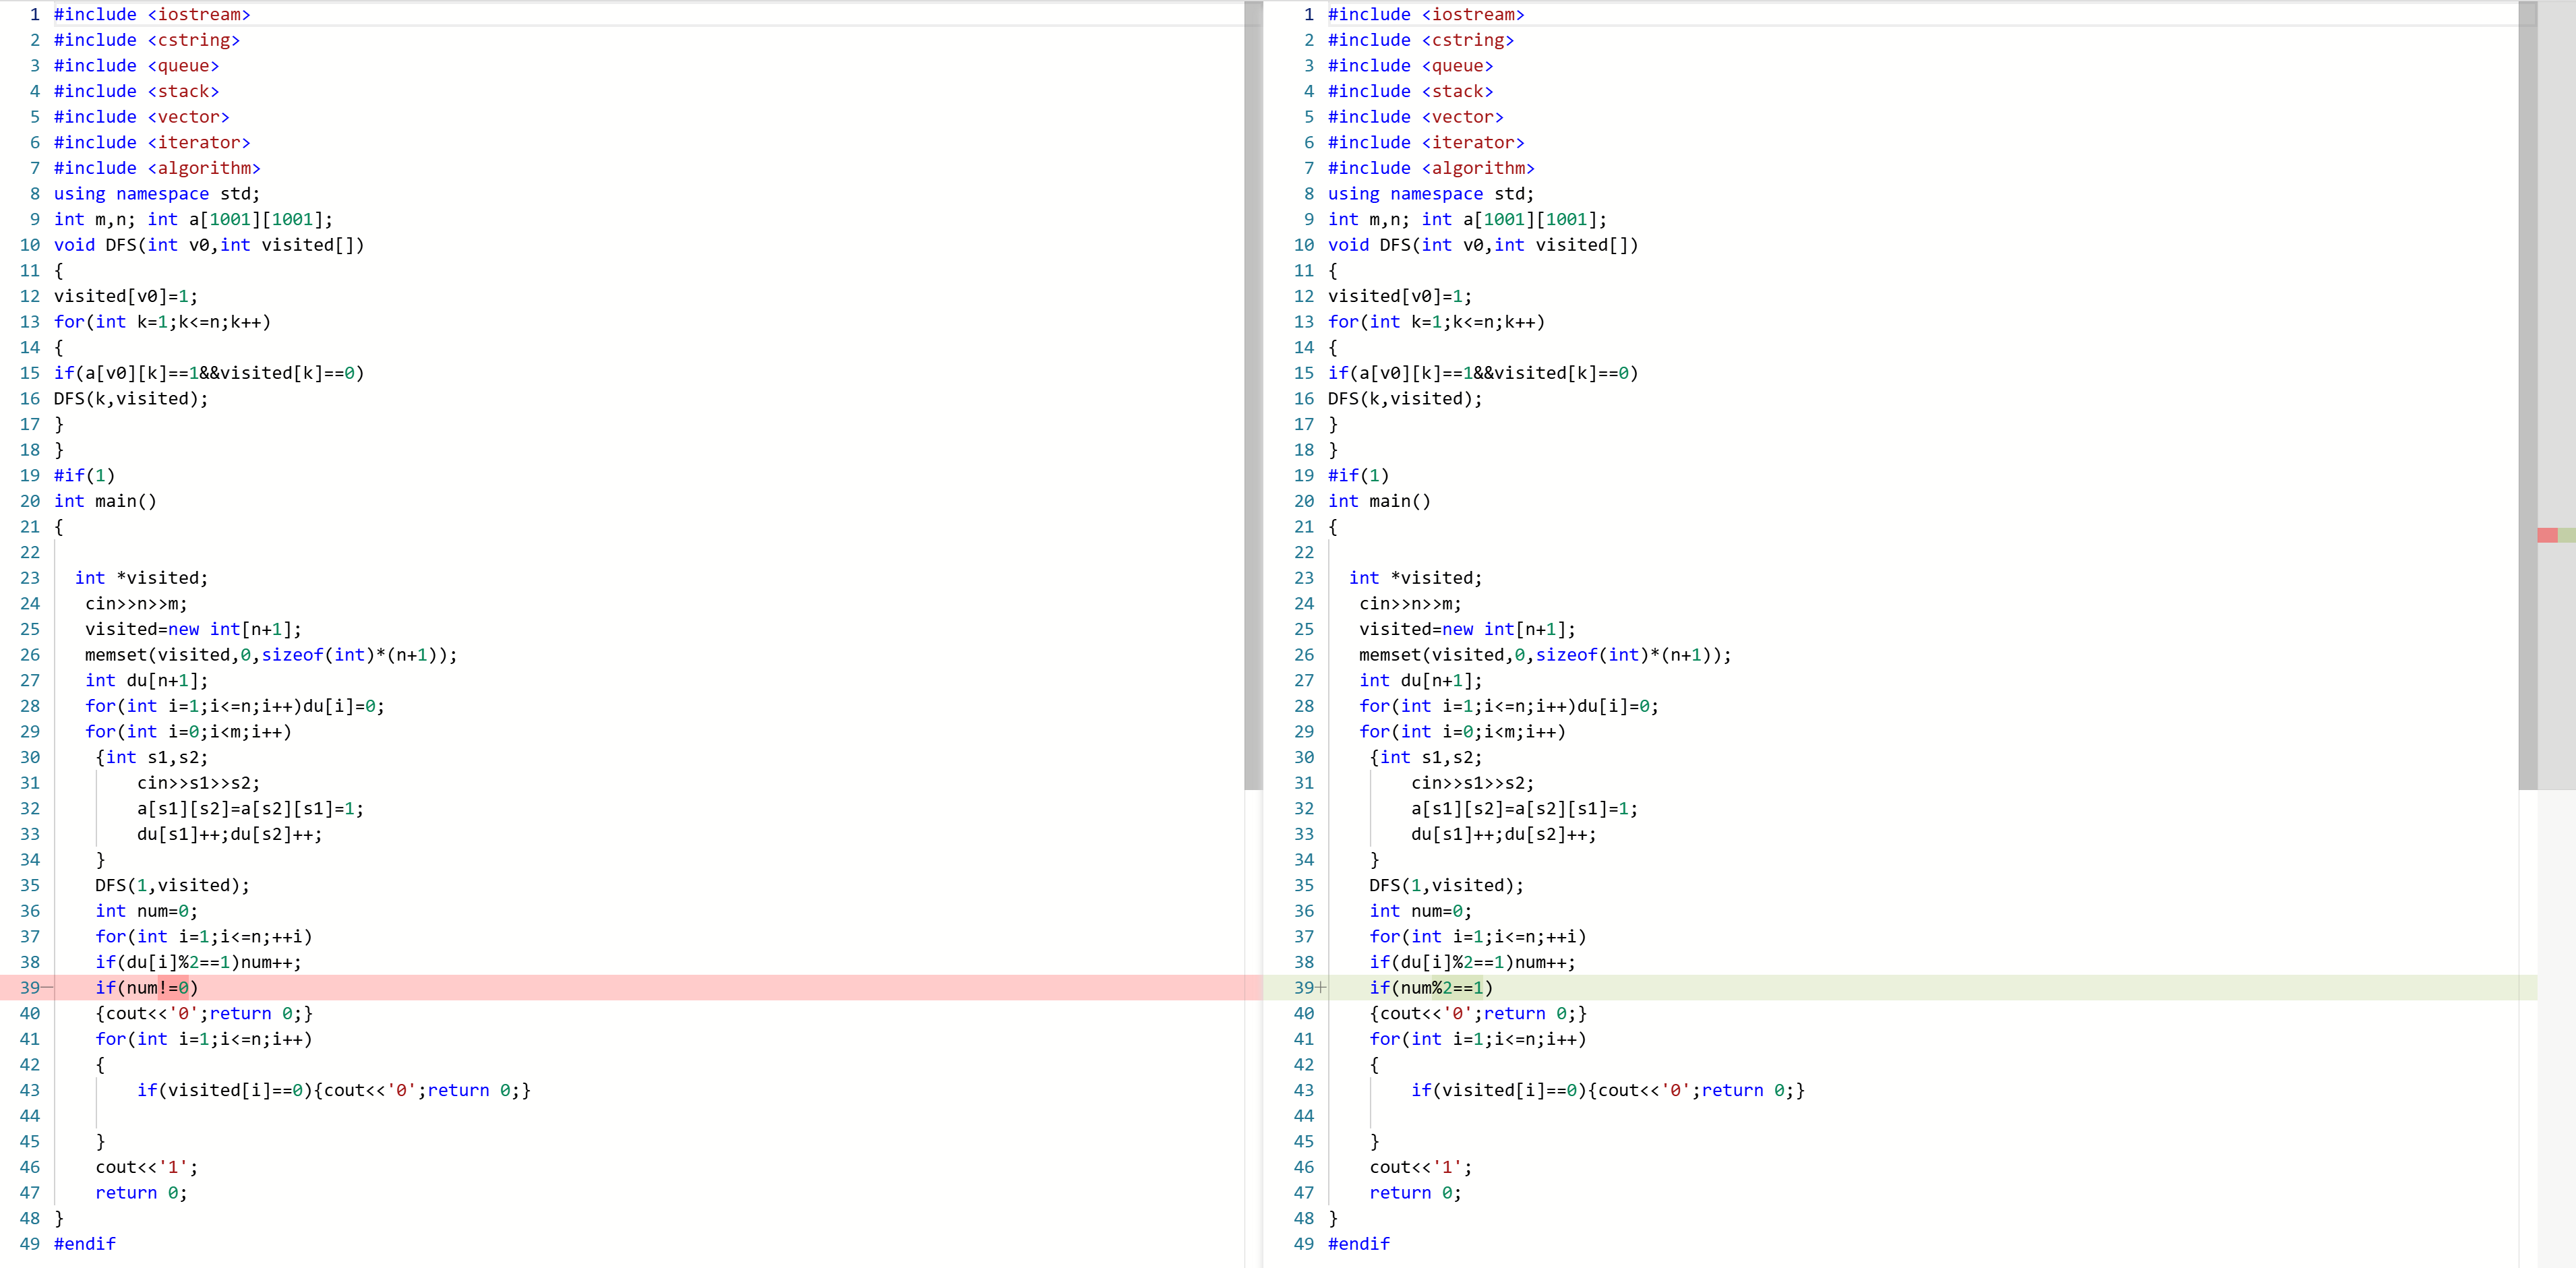 1 #include <iostream>
2 #include <cstring>
3 #include <queue>
4 #include <stack>
5 #include <vector>
6 #include <iterator>
7 #include <algorithm>
8 using namespace std;
9 int m,n; int a[1001][1001];
10 void DFS(int v0,int visited[])
11 {
12 visited[v0]=1;
13 for(int k=1;k<=n;k++)
14 {
15 if(a[v0][k]==1&&visited[k]==0)
16 DFS(k,visited);
17 }
18 }
19 #if(1)
20 int main()
21 {
22
23   int *visited;
24    cin>>n>>m;
25    visited=new int[n+1];
26    memset(visited,0,sizeof(int)*(n+1));
27    int du[n+1];
28    for(int i=1;i<=n;i++)du[i]=0;
29    for(int i=0;i<m;i++)
30     {int s1,s2;
31         cin>>s1>>s2;
32         a[s1][s2]=a[s2][s1]=1;
33         du[s1]++;du[s2]++;
34     }
35     DFS(1,visited);
36     int num=0;
37     for(int i=1;i<=n;++i)
38     if(du[i]%2==1)num++;
39—     if(num!=0)
40     {cout<<'0';return 0;}
41     for(int i=1;i<=n;i++)
42     {
43         if(visited[i]==0){cout<<'0';return 0;}
44
45     }
46     cout<<'1';
47     return 0;
48 }
49 #endif
1 #include <iostream>
2 #include <cstring>
3 #include <queue>
4 #include <stack>
5 #include <vector>
6 #include <iterator>
7 #include <algorithm>
8 using namespace std;
9 int m,n; int a[1001][1001];
10 void DFS(int v0,int visited[])
11 {
12 visited[v0]=1;
13 for(int k=1;k<=n;k++)
14 {
15 if(a[v0][k]==1&&visited[k]==0)
16 DFS(k,visited);
17 }
18 }
19 #if(1)
20 int main()
21 {
22
23   int *visited;
24    cin>>n>>m;
25    visited=new int[n+1];
26    memset(visited,0,sizeof(int)*(n+1));
27    int du[n+1];
28    for(int i=1;i<=n;i++)du[i]=0;
29    for(int i=0;i<m;i++)
30     {int s1,s2;
31         cin>>s1>>s2;
32         a[s1][s2]=a[s2][s1]=1;
33         du[s1]++;du[s2]++;
34     }
35     DFS(1,visited);
36     int num=0;
37     for(int i=1;i<=n;++i)
38     if(du[i]%2==1)num++;
39+     if(num%2==1)
40     {cout<<'0';return 0;}
41     for(int i=1;i<=n;i++)
42     {
43         if(visited[i]==0){cout<<'0';return 0;}
44
45     }
46     cout<<'1';
47     return 0;
48 }
49 #endif